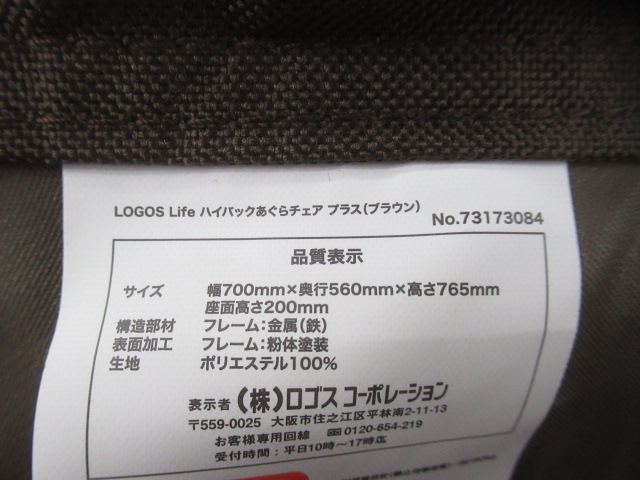 LOGOS Life ハイバックあぐらチェア プラス(ブラウン) No.73173084
品質表示
サイズ 幅700mm×奥行560mm×高さ765mm
座面高さ200mm
構造部材 フレーム:金属(鉄)
表面加工 フレーム:粉体塗装
生地 ポリエステル100%
表示者 (株)ロゴス コーポレーション
〒559-0025 大阪市住之江区平林南2-11-13
お客様専用回線 0120-654-219
受付時間:平日10時〜17時迄